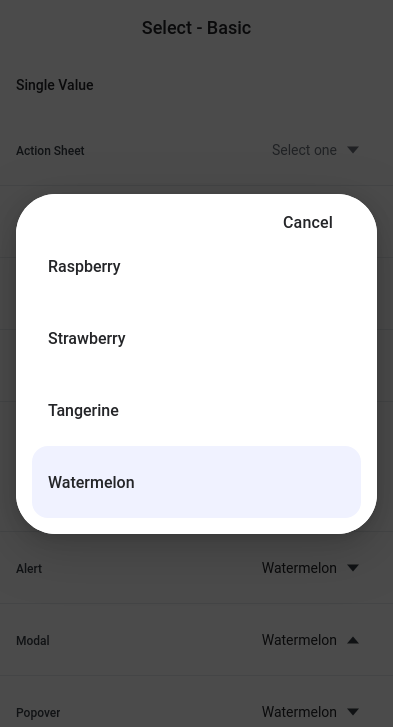 Select - Basic
Single Value
Action Sheet Select one
Cancel
Raspberry
Strawberry
Tangerine
Watermelon
Alert Watermelon
Modal Watermelon
Popover Watermelon